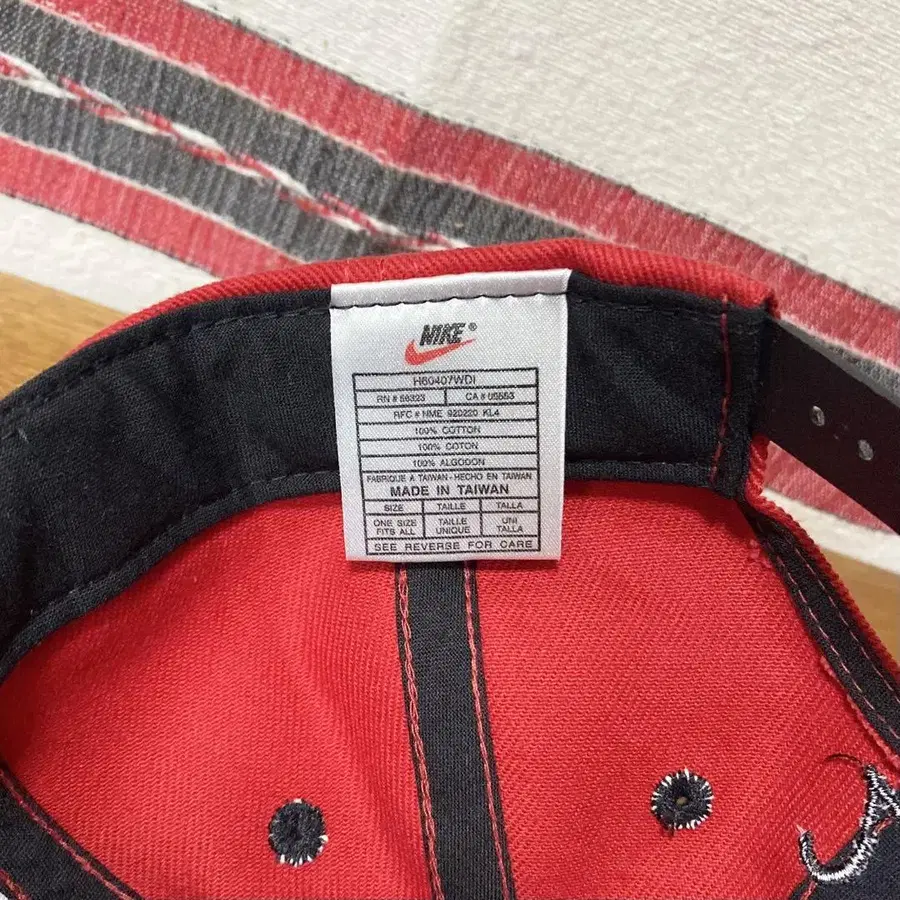 NIKE®
H60407WDI
RN # 56323 CA # 05553
RFC # NME 920220 KL4
100% COTTON
100% COTON
100% ALGODON
FABRIQUE A TAIWAN - HECHO EN TAIWAN
MADE IN TAIWAN
SIZE TAILLE TALLA
ONE SIZE FITS ALL TAILLE UNIQUE UNI TALLA
SEE REVERSE FOR CARE